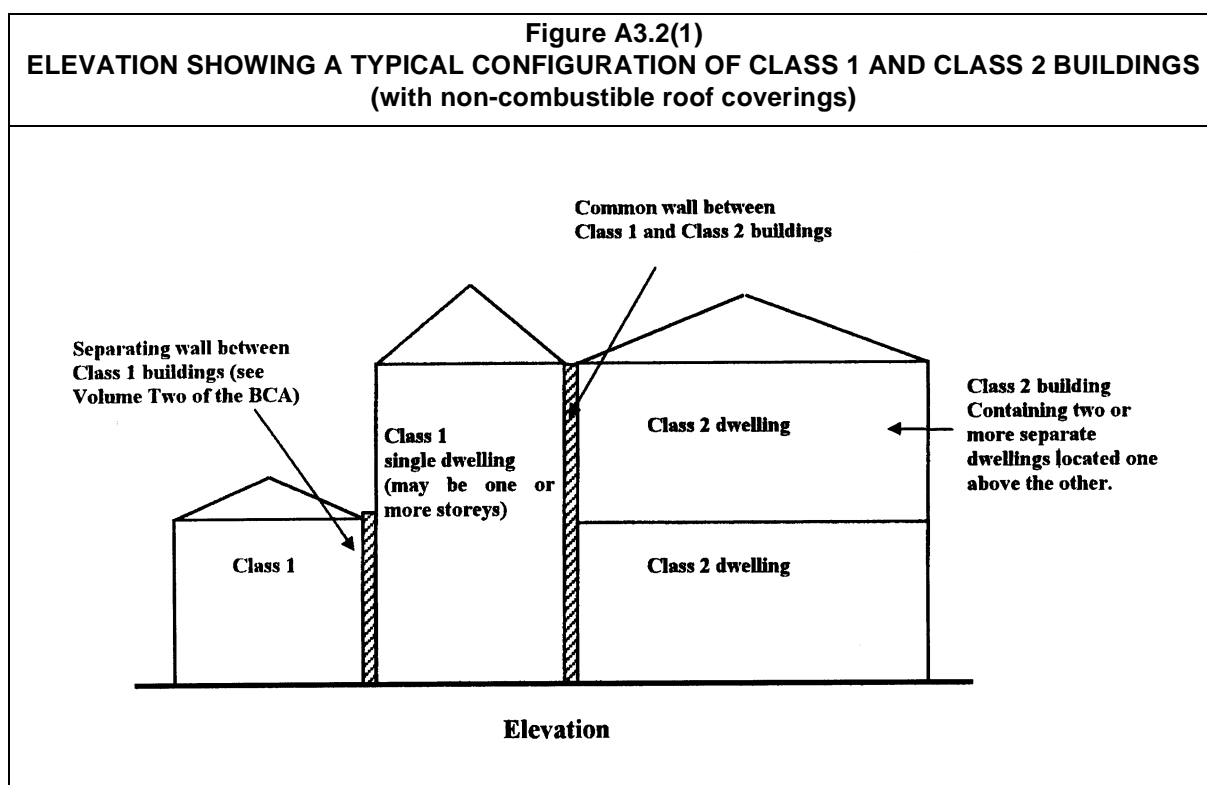 Figure A3.2(1)
ELEVATION SHOWING A TYPICAL CONFIGURATION OF CLASS 1 AND CLASS 2 BUILDINGS
(with non-combustible roof coverings)
Common wall between
Class 1 and Class 2 buildings
Separating wall between
Class 1 buildings (see
Volume Two of the BCA)
Class 1
single dwelling
(may be one or
more storeys)
Class 2 dwelling
Class 2 building
Containing two or
more separate
dwellings located one
above the other.
Class 1
Class 2 dwelling
Elevation